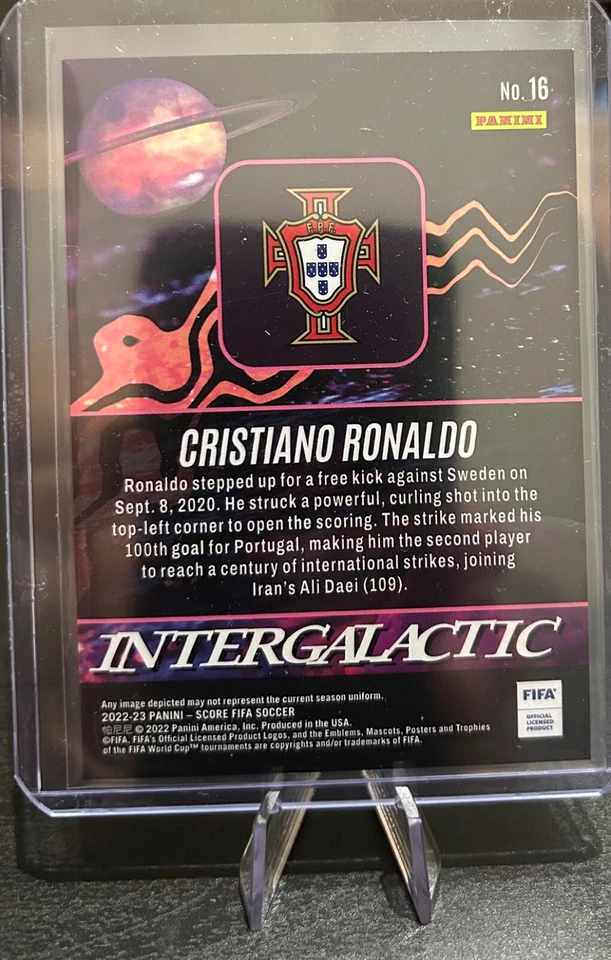 No. 16
PANINI
F.P.F.
CRISTIANO RONALDO
Ronaldo stepped up for a free kick against Sweden on
Sept. 8, 2020. He struck a powerful, curling shot into the
top-left corner to open the scoring. The strike marked his
100th goal for Portugal, making him the second player
to reach a century of international strikes, joining
Iran's Ali Daei (109).
INTERGALACTIC
Any image depicted may not represent the current season uniform.
2022-23 PANINI – SCORE FIFA SOCCER
帕尼尼 © 2022 Panini America, Inc. Produced in the USA.
©FIFA, FIFA's Official Licensed Product Logos, and the Emblems, Mascots, Posters and Trophies
of the FIFA World Cup™ tournaments are copyrights and/or trademarks of FIFA.
FIFA®
OFFICIAL
LICENSED
PRODUCT